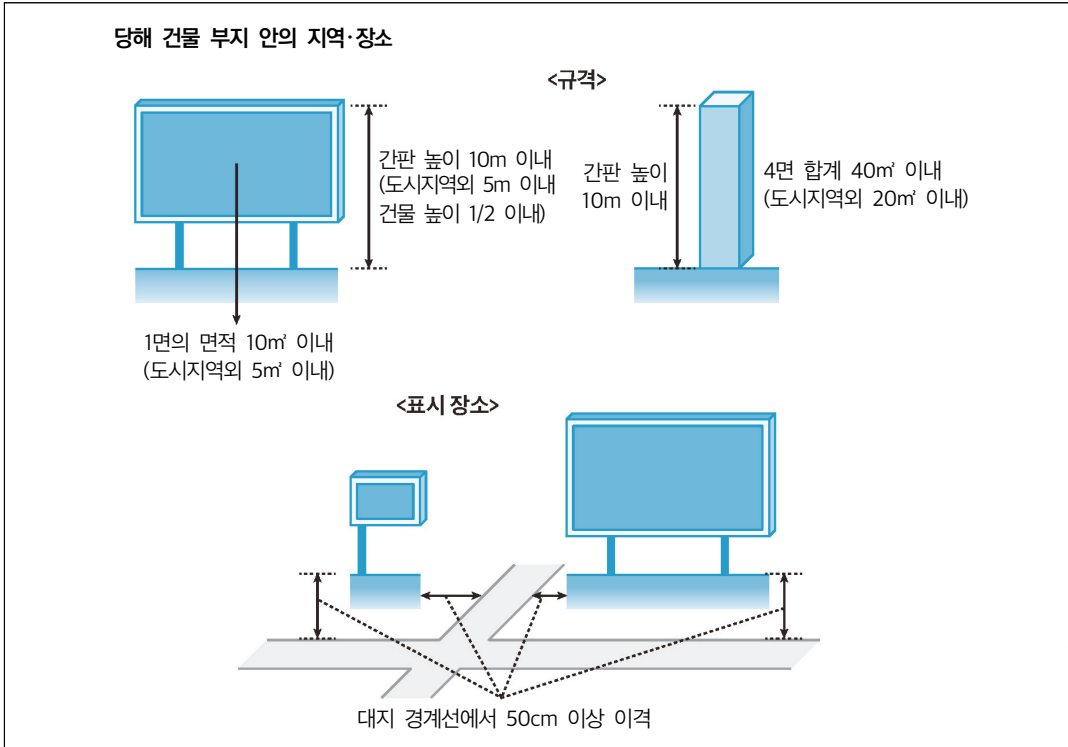 당해 건물 부지 안의 지역·장소
<규격>
간판 높이 10m 이내
(도시지역외 5m 이내
건물 높이 1/2 이내)
간판 높이
10m 이내
4면 합계 40㎡ 이내
(도시지역외 20㎡ 이내)
1면의 면적 10㎡ 이내
(도시지역외 5㎡ 이내)
<표시 장소>
대지 경계선에서 50cm 이상 이격